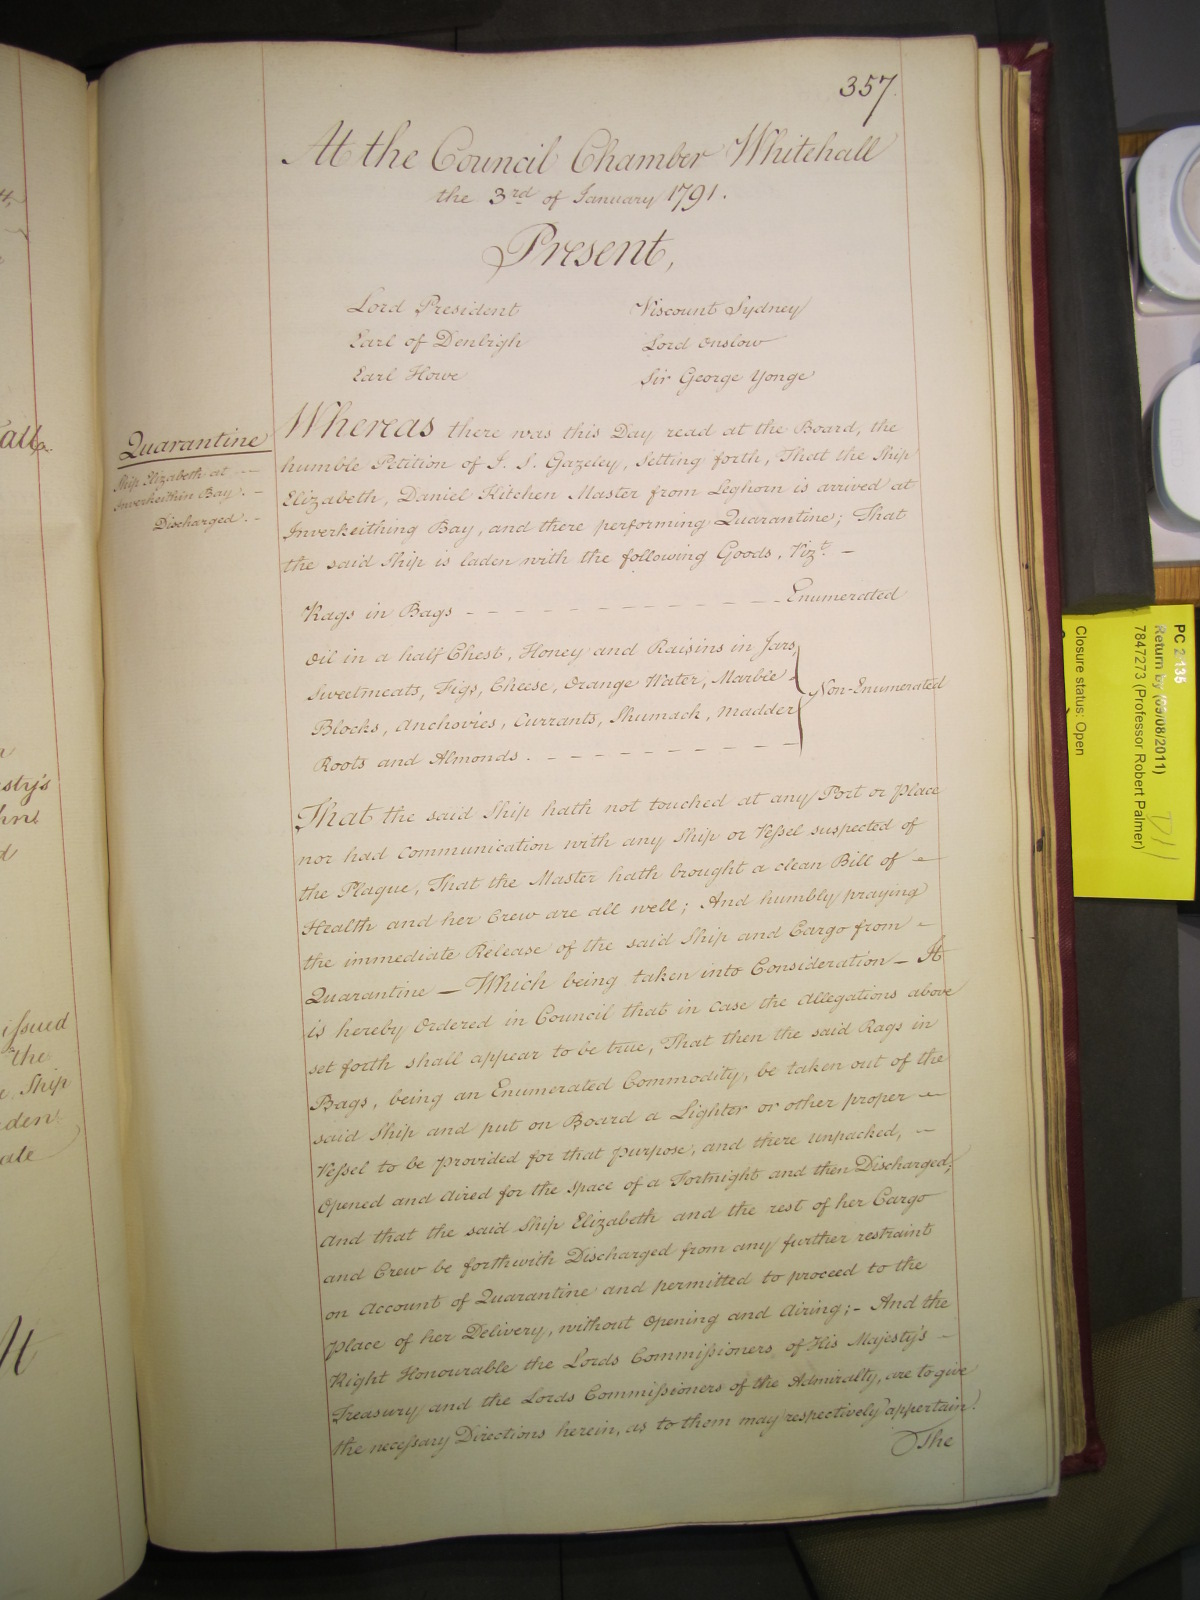 357.
At the Council Chamber Whitehall
the 3rd of January 1791.
Present,
Lord President
Viscount Sydney
Earl of Denbigh
Lord Onslow
Earl Howe
Sir George Yonge
Quarantine
Ship Elizabeth at --
Inverkeithin Bay. -
Discharged. -
Whereas there was this Day read at the Board, the
humble Petition of J. S. Gazeley, Setting forth, That the Ship
Elizabeth, Daniel Kitchen Master from Leghorn is arrived at
Inverkeithing Bay, and there performing Quarantine; That
the said Ship is laden with the following Goods, Vizt. -
Rags in Bags - - - - - - - - - - - - Enumerated
Oil in a half Chest, Honey and Raisins in Jars,
Sweetmeats, Figs, Cheese, Orange Water, Marble -
Blocks, Anchovies, Currants, Shumack, Madder
Roots and Almonds. - - - - - - - - - -
Non-Enumerated
That the said Ship hath not touched at any Port or place
nor had Communication with any Ship or Vessel suspected of
the Plague, That the Master hath brought a clean Bill of -
Health and her Crew are all well; And humbly praying
the immediate Release of the said Ship and Cargo from -
Quarantine - Which being taken into Consideration - It
is hereby Ordered in Council that in case the Allegations above
set forth shall appear to be true, That then the said Rags in
Bags, being an Enumerated Commodity, be taken out of the
said Ship and put on Board a Lighter or other proper -
Vessel to be provided for that purpose, and there unpacked, -
Opened and Aired for the space of a Fortnight and then Discharged;
And that the said Ship Elizabeth and the rest of her Cargo
and Crew be forthwith Discharged from any further restraint
on Account of Quarantine and permitted to proceed to the
place of her Delivery, without Opening and Airing; - And the
Right Honourable the Lords Commissioners of His Majesty's -
Treasury and the Lords Commissioners of the Admiralty, are to give
the necessary Directions herein, as to them may respectively appertain!
The
issued
the
Ship
PC 2 135
Return by (09/08/2011)
7847273 (Professor Robert Palmer)
Closure status: Open